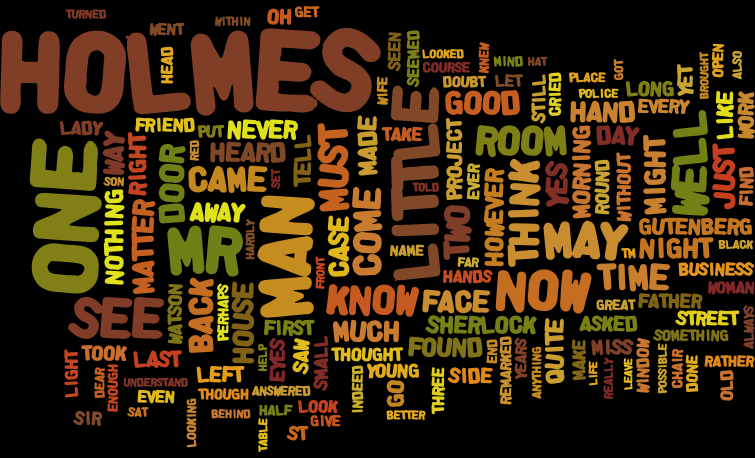 TURNED
WENT
WITHIN
OH
GET
HOLMES
HEAD
WIFE
SEEN
SEEMED
LOOKED
COURSE
KNEW
MIND
HAT
DOUBT
LET
GOOD
STILL
CRIED
PLACE
GOT
POLICE
LONG
YET
BROUGHT
OPEN
ALSO
HAND
EVERY
LADY
WAY
FRIEND
PUT
NEVER
RIGHT
DOOR
RED
HEARD
TELL
MUST
MADE
TAKE
LITTLE
PROJECT
ROOM
DAY
MIGHT
WELL
LIKE
WORK
JUST
FIND
ONE
SON
NOTHING
MATTER
CAME
SET
AWAY
MR
HARDLY
MAN
CASE
COME
TOLD
EVER
TWO
HOWEVER
THINK
YES
MORNING
ROUND
WITHOUT
MAY
GUTENBERG
TM
NIGHT
BLACK
NAME
FAR
FRONT
HANDS
NOW
TIME
BUSINESS
WOMAN
SEE
WATSON
BACK
PERHAPS
HOUSE
FIRST
KNOW
FACE
GREAT
FATHER
STREET
ALWAYS
MUCH
SHERLOCK
QUITE
ASKED
SOMETHING
LIGHT
TOOK
LAST
HELP
EYES
SAW
SMALL
THOUGHT
FOUND
END
REMARKED
YEARS
ANYTHING
MAKE
MISS
WINDOW
POSSIBLE
CHAIR
DONE
RATHER
DEAR
ENOUGH
UNDERSTAND
LEFT
INDEED
YOUNG
GO
THREE
SIDE
LIFE
REALLY
LEAVE
OLD
EVEN
THOUGH
ANSWERED
SIR
SAT
LOOKING
BEHIND
HALF
TABLE
LOOK
GIVE
ST
BETTER